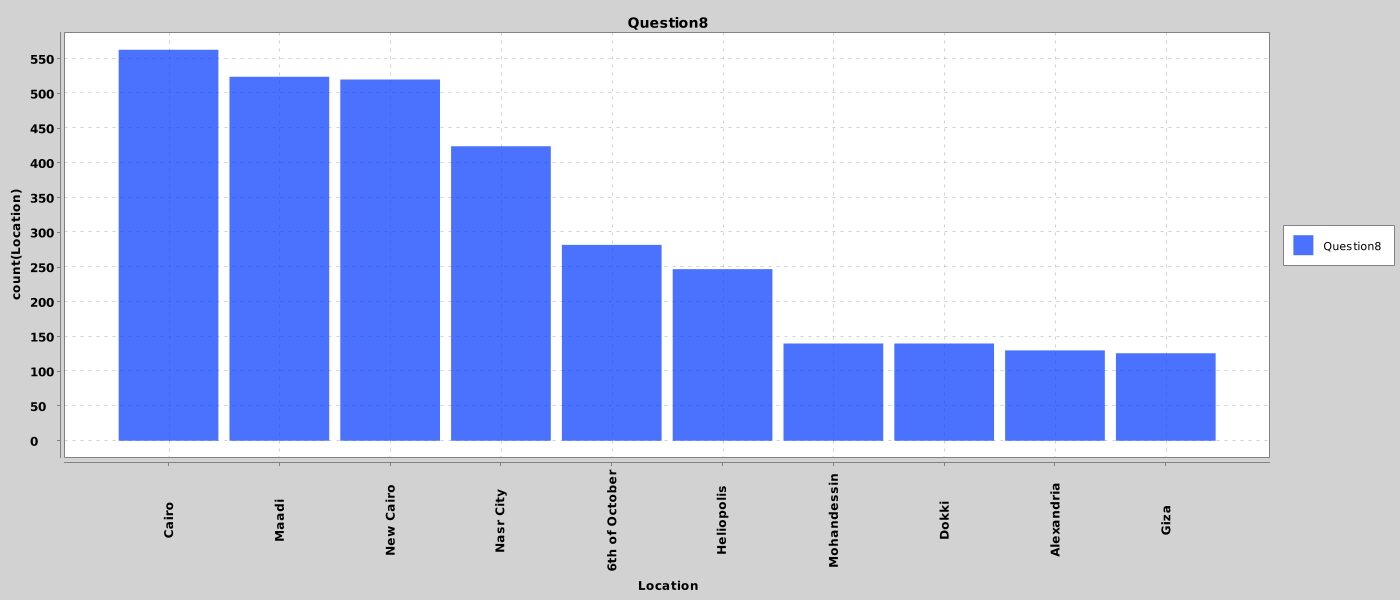 Question8
count(Location)
550
500
450
400
350
300
250
200
150
100
50
0
Cairo
Maadi
New Cairo
Nasr City
6th of October
Heliopolis
Mohandessin
Dokki
Alexandria
Giza
Location
Question8